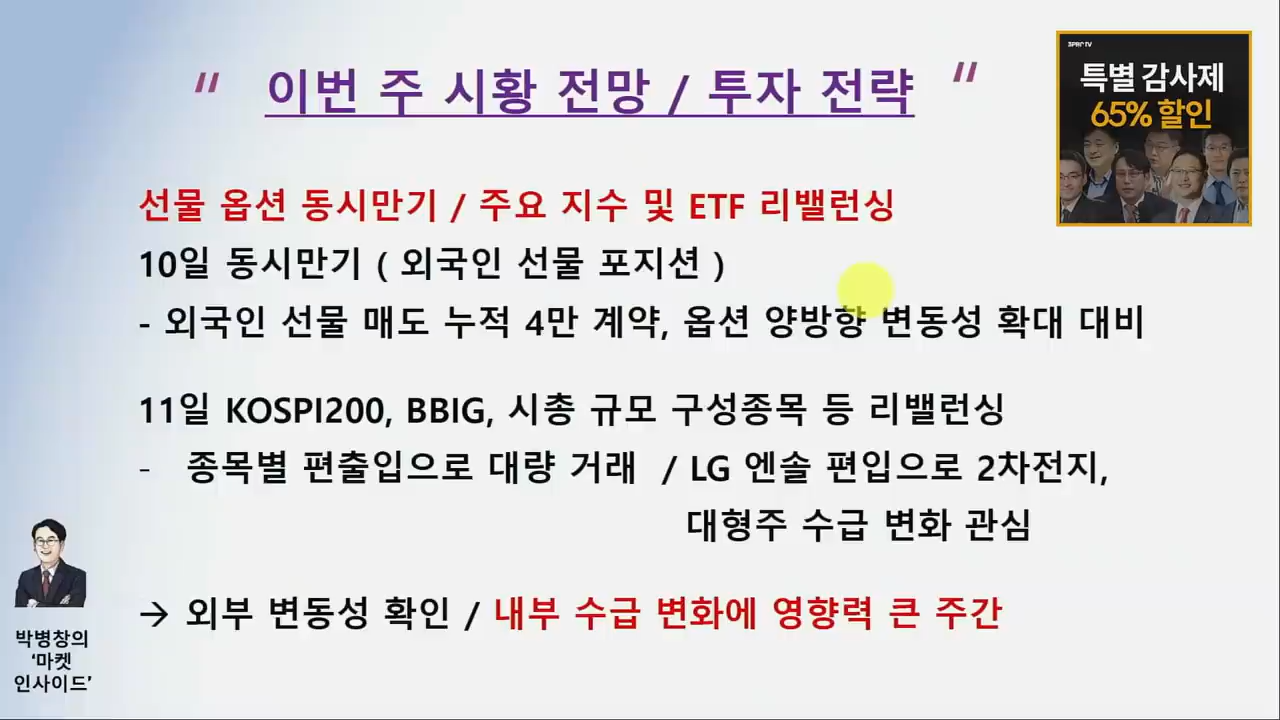 " 이번 주 시황 전망 / 투자 전략 "
3PRO TV
특별 감사제
65% 할인
선물 옵션 동시만기 / 주요 지수 및 ETF 리밸런싱
10일 동시만기 ( 외국인 선물 포지션 )
- 외국인 선물 매도 누적 4만 계약, 옵션 양방향 변동성 확대 대비
11일 KOSPI200, BBIG, 시총 규모 구성종목 등 리밸런싱
- 종목별 편출입으로 대량 거래 / LG 엔솔 편입으로 2차전지,
대형주 수급 변화 관심
→ 외부 변동성 확인 / 내부 수급 변화에 영향력 큰 주간
박병창의
‘마켓
인사이드’